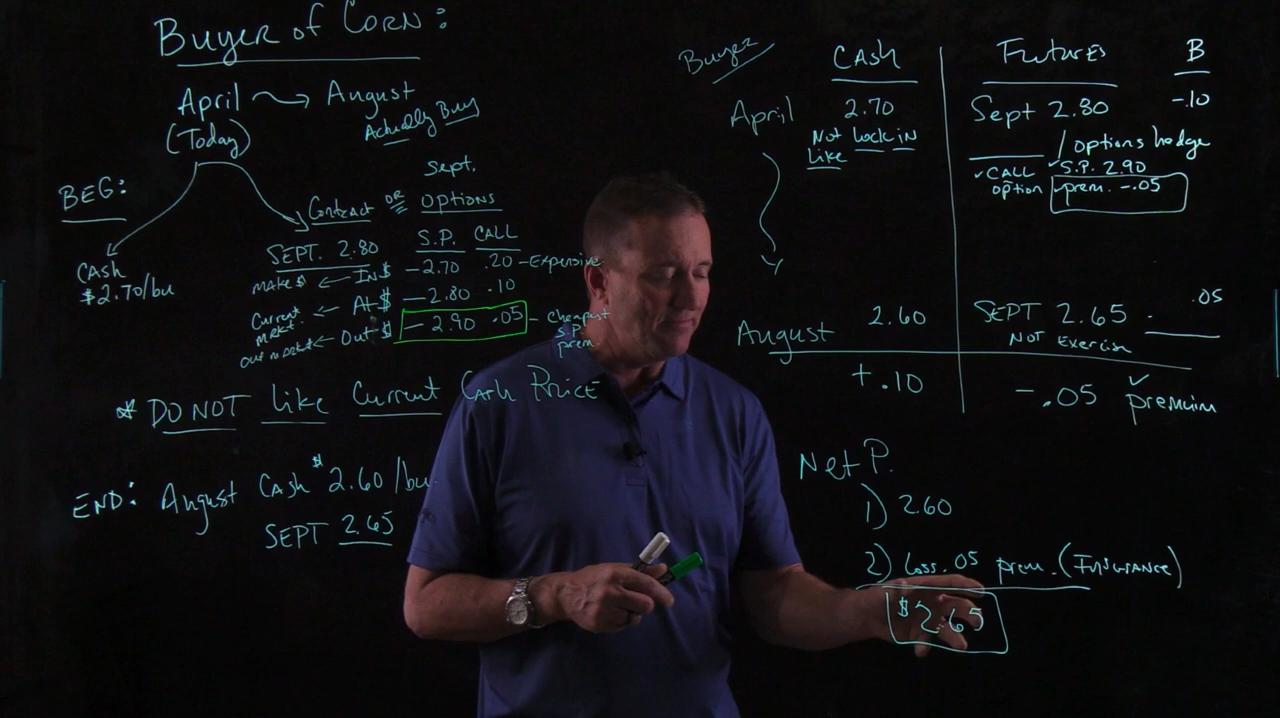 Buyer of Corn:
April → August
(Today) Actually Buy
BEG:
Cash
$2.70/bu
Sept.
Contract OR Options
SEPT. 2.80 S.P. CALL
Make $ ← IN $ – 2.70 .20 – Expensive
Current Mrkt. ← At $ – 2.80 .10
Out market ← Out $ – 2.90 .05 – Cheapest
S.P.
prem.
* DO NOT Like Current Cash Price
END: August Cash $2.60/bu.
SEPT 2.65
Buyer Cash Futures B
April 2.70 Sept 2.80 -.10
Not Lock in / options hedge
Like
✓CALL ✓S.P. 2.90
option ✓prem. -.05
August 2.60 SEPT 2.65 .05
NOT Exercise
+.10 -.05 premium
Net P.
1) 2.60
2) Loss .05 prem. (Insurance)
$2.65